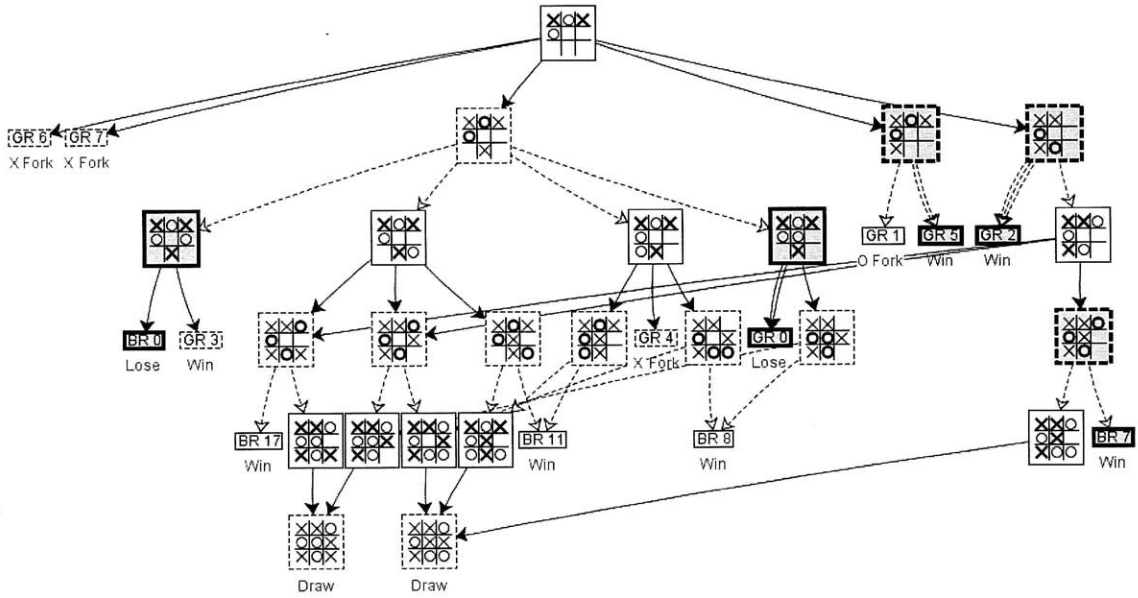 GR 6
GR 7
X Fork
X Fork
GR 1
GR 5
GR 2
O Fork
Win
Win
BR 0
GR 3
GR 4
GR 0
Lose
Win
X Fork
Lose
BR 17
BR 11
BR 8
BR 7
Win
Win
Win
Win
Draw
Draw